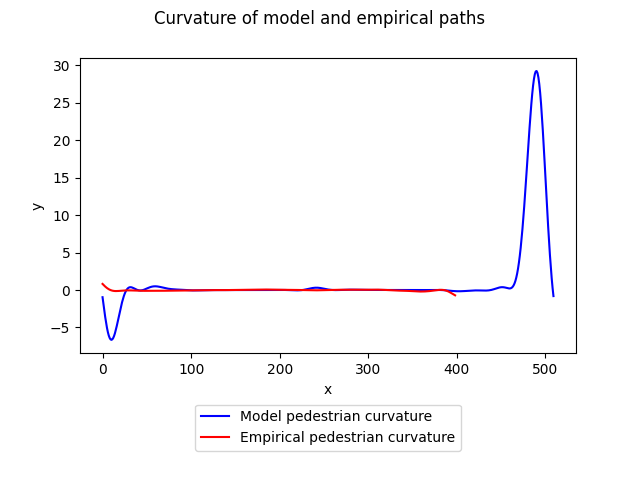 Curvature of model and empirical paths
30
25
20
15
10
5
0
−5
y
0 100 200 300 400 500
x
Model pedestrian curvature
Empirical pedestrian curvature